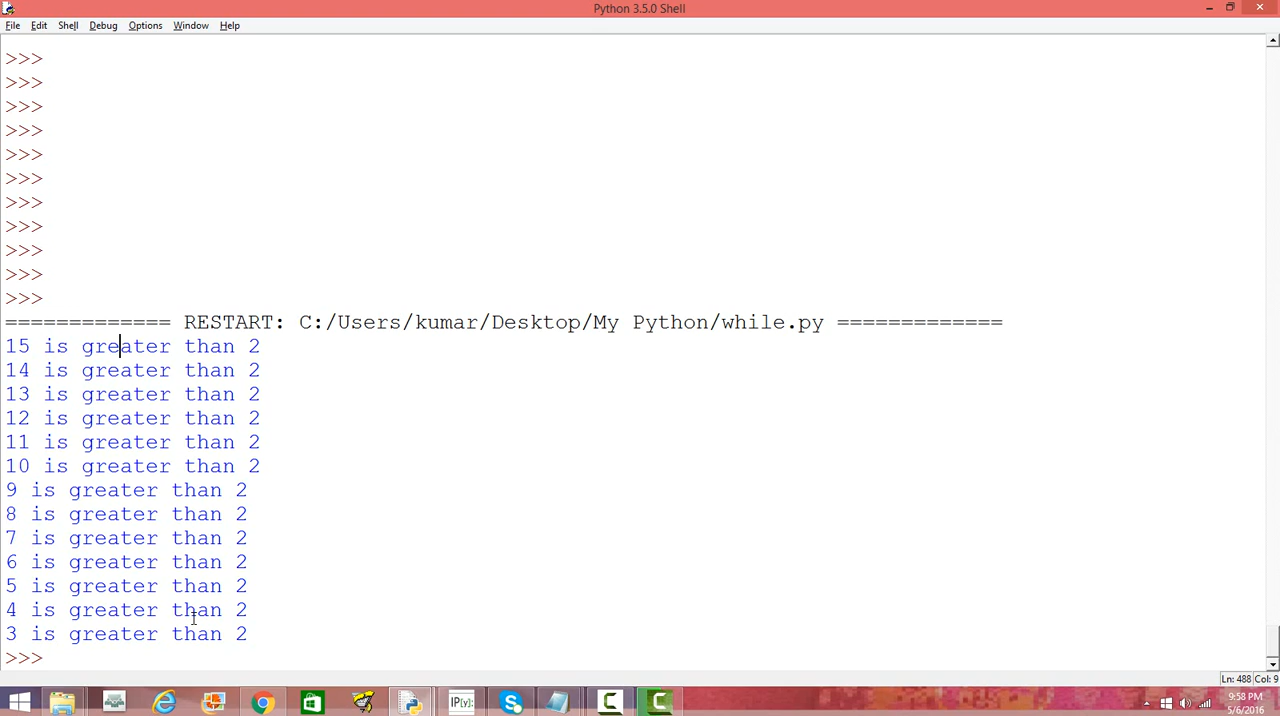 Python 3.5.0 Shell
File Edit Shell Debug Options Window Help
>>>
>>>
>>>
>>>
>>>
>>>
>>>
>>>
>>>
>>>
>>>
============= RESTART: C:/Users/kumar/Desktop/My Python/while.py =============
15 is greater than 2
14 is greater than 2
13 is greater than 2
12 is greater than 2
11 is greater than 2
10 is greater than 2
9 is greater than 2
8 is greater than 2
7 is greater than 2
6 is greater than 2
5 is greater than 2
4 is greater than 2
3 is greater than 2
>>>
Ln: 488 Col: 9
IP[y]:
9:58 PM
5/6/2016